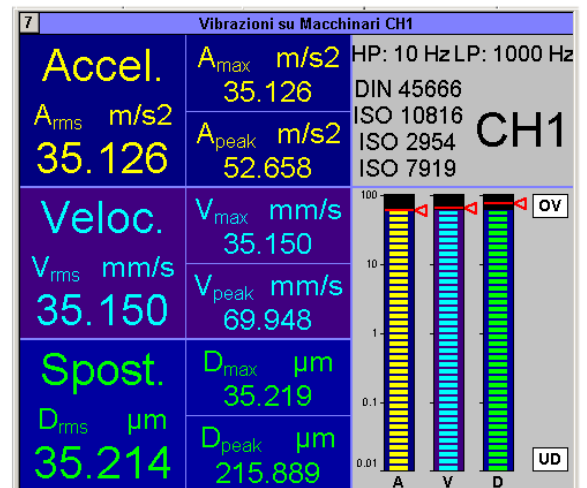 7 Vibrazioni su Macchinari CH1
Accel.
Arms m/s2
35.126
Amax m/s2
35.126
Apeak m/s2
52.658
HP: 10 Hz LP: 1000 Hz
DIN 45666
ISO 10816
ISO 2954
ISO 7919
CH1
Veloc.
Vrms mm/s
35.150
Vmax mm/s
35.150
Vpeak mm/s
69.948
Spost.
Drms µm
35.214
Dmax µm
35.219
Dpeak µm
215.889
100
10
1
0.1
0.01
OV
UD
A V D